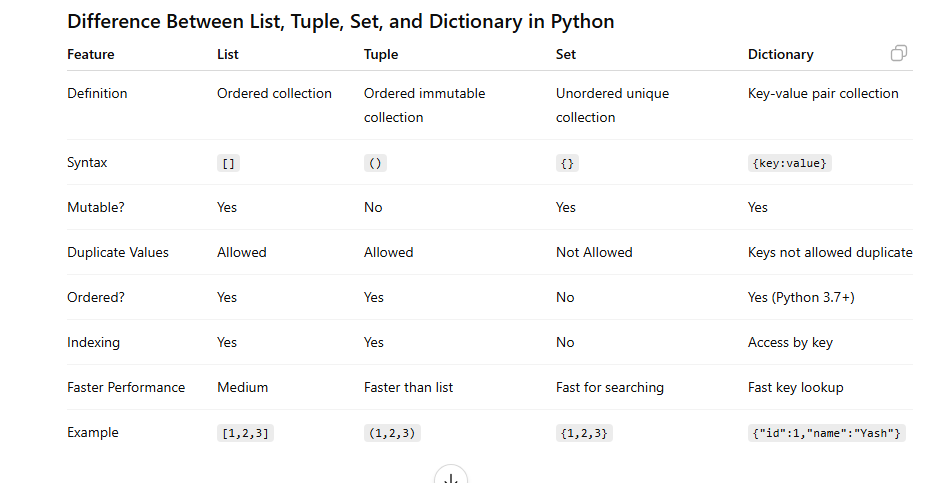 Difference Between List, Tuple, Set, and Dictionary in Python
Feature List Tuple Set Dictionary
Definition Ordered collection Ordered immutable collection Unordered unique collection Key-value pair collection
Syntax [] () {} {key:value}
Mutable? Yes No Yes Yes
Duplicate Values Allowed Allowed Not Allowed Keys not allowed duplicate
Ordered? Yes Yes No Yes (Python 3.7+)
Indexing Yes Yes No Access by key
Faster Performance Medium Faster than list Fast for searching Fast key lookup
Example [1,2,3] (1,2,3) {1,2,3} {"id":1,"name":"Yash"}